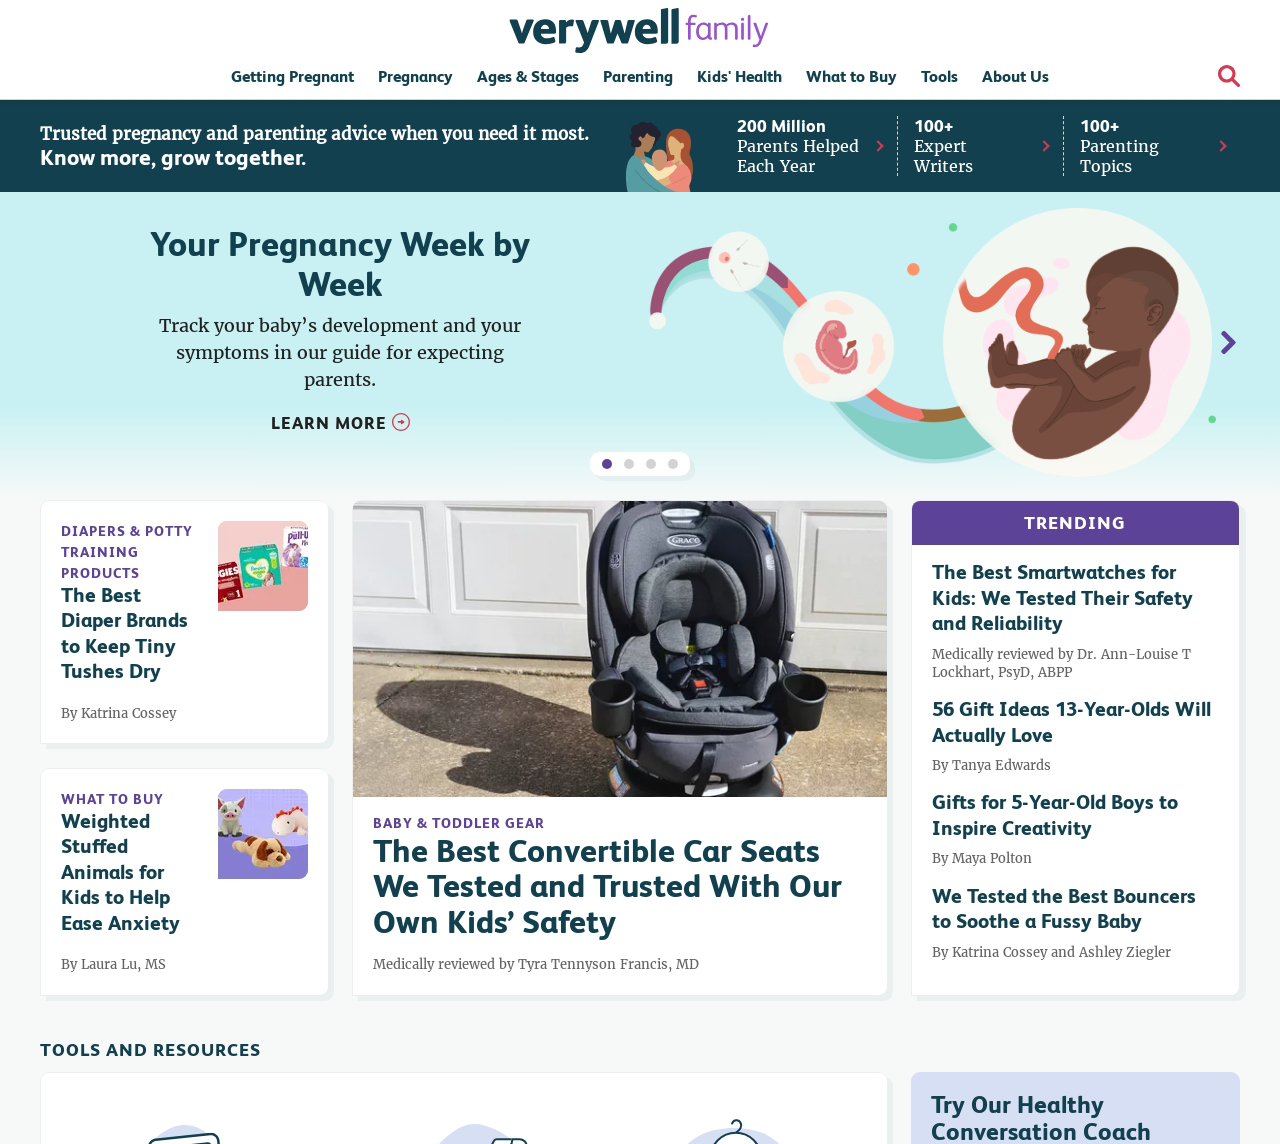 verywell family
Getting Pregnant
Pregnancy
Ages & Stages
Parenting
Kids' Health
What to Buy
Tools
About Us
Trusted pregnancy and parenting advice when you need it most.
Know more, grow together.
200 Million
Parents Helped
Each Year
100+
Expert
Writers
100+
Parenting
Topics
Your Pregnancy Week by
Week
Track your baby’s development and your
symptoms in our guide for expecting
parents.
LEARN MORE
DIAPERS & POTTY
TRAINING
PRODUCTS
The Best
Diaper Brands
to Keep Tiny
Tushes Dry
By Katrina Cossey
WHAT TO BUY
Weighted
Stuffed
Animals for
Kids to Help
Ease Anxiety
By Laura Lu, MS
GRACO
BABY & TODDLER GEAR
The Best Convertible Car Seats
We Tested and Trusted With Our
Own Kids’ Safety
Medically reviewed by Tyra Tennyson Francis, MD
TRENDING
The Best Smartwatches for
Kids: We Tested Their Safety
and Reliability
Medically reviewed by Dr. Ann-Louise T
Lockhart, PsyD, ABPP
56 Gift Ideas 13-Year-Olds Will
Actually Love
By Tanya Edwards
Gifts for 5-Year-Old Boys to
Inspire Creativity
By Maya Polton
We Tested the Best Bouncers
to Soothe a Fussy Baby
By Katrina Cossey and Ashley Ziegler
TOOLS AND RESOURCES
Try Our Healthy
Conversation Coach